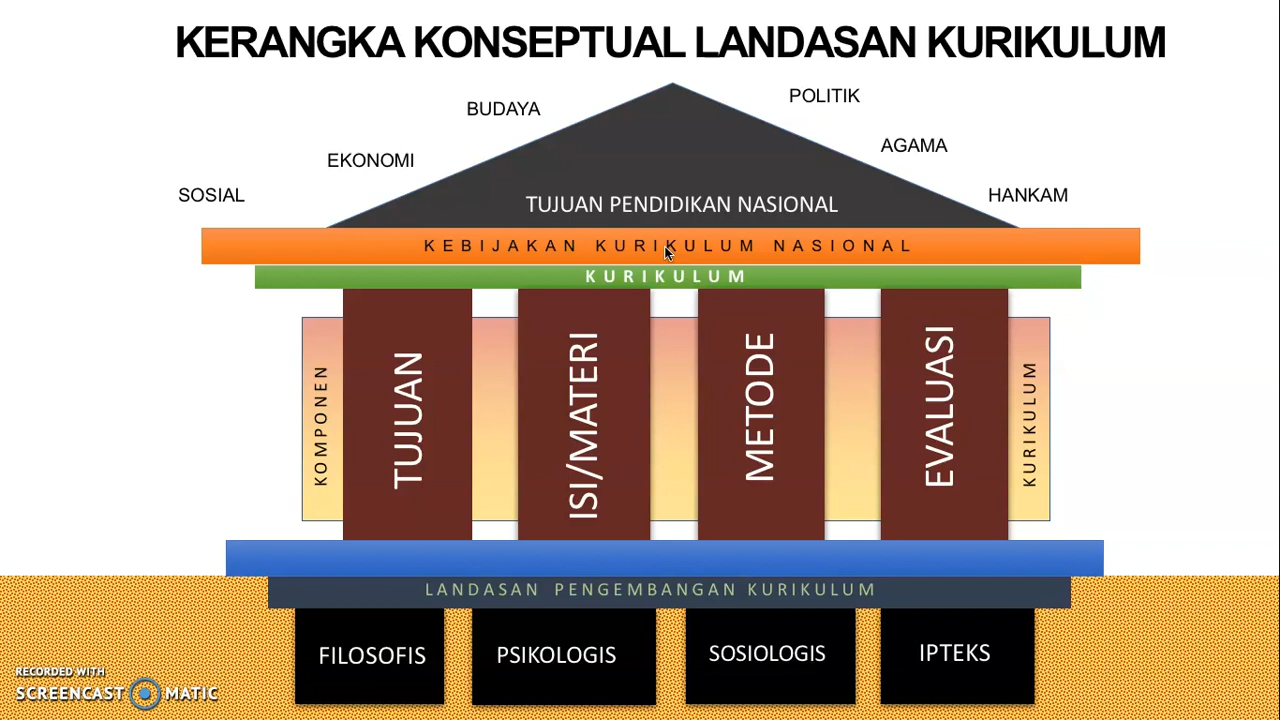 KERANGKA KONSEPTUAL LANDASAN KURIKULUM
BUDAYA
POLITIK
EKONOMI
AGAMA
SOSIAL
HANKAM
TUJUAN PENDIDIKAN NASIONAL
KEBIJAKAN KURIKULUM NASIONAL
KURIKULUM
KOMPONEN
TUJUAN
ISI/MATERI
METODE
EVALUASI
KURIKULUM
LANDASAN PENGEMBANGAN KURIKULUM
FILOSOFIS
PSIKOLOGIS
SOSIOLOGIS
IPTEKS
RECORDED WITH
SCREENCAST MATIC